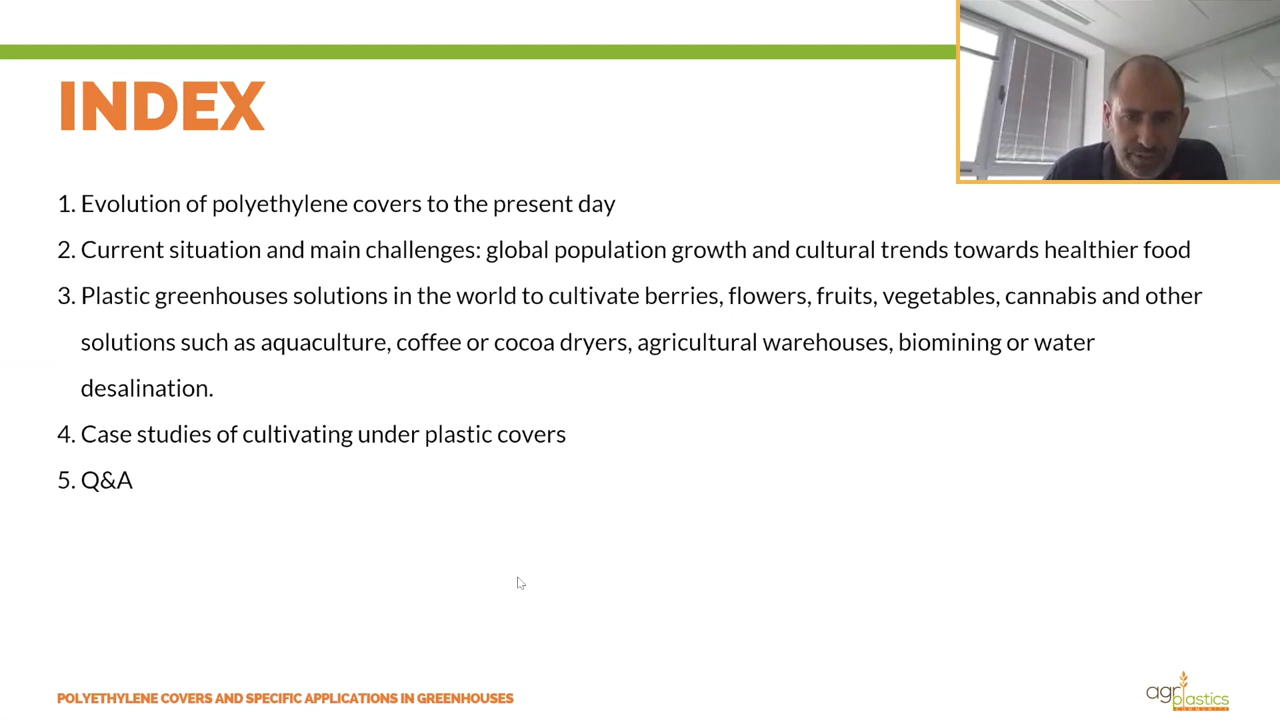 INDEX
1. Evolution of polyethylene covers to the present day
2. Current situation and main challenges: global population growth and cultural trends towards healthier food
3. Plastic greenhouses solutions in the world to cultivate berries, flowers, fruits, vegetables, cannabis and other
solutions such as aquaculture, coffee or cocoa dryers, agricultural warehouses, biomining or water
desalination.
4. Case studies of cultivating under plastic covers
5. Q&A
POLYETHYLENE COVERS AND SPECIFIC APPLICATIONS IN GREENHOUSES
agriplastics
COMMUNITY